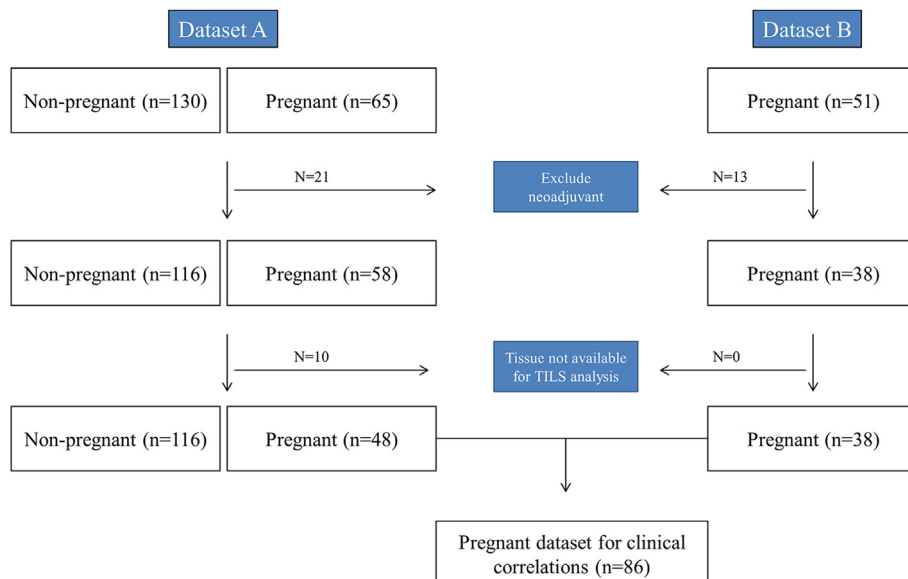 Dataset A
Dataset B
Non-pregnant (n=130)
Pregnant (n=65)
Pregnant (n=51)
N=21
Exclude
neoadjuvant
N=13
Non-pregnant (n=116)
Pregnant (n=58)
Pregnant (n=38)
N=10
Tissue not available
for TILS analysis
N=0
Non-pregnant (n=116)
Pregnant (n=48)
Pregnant (n=38)
Pregnant dataset for clinical
correlations (n=86)